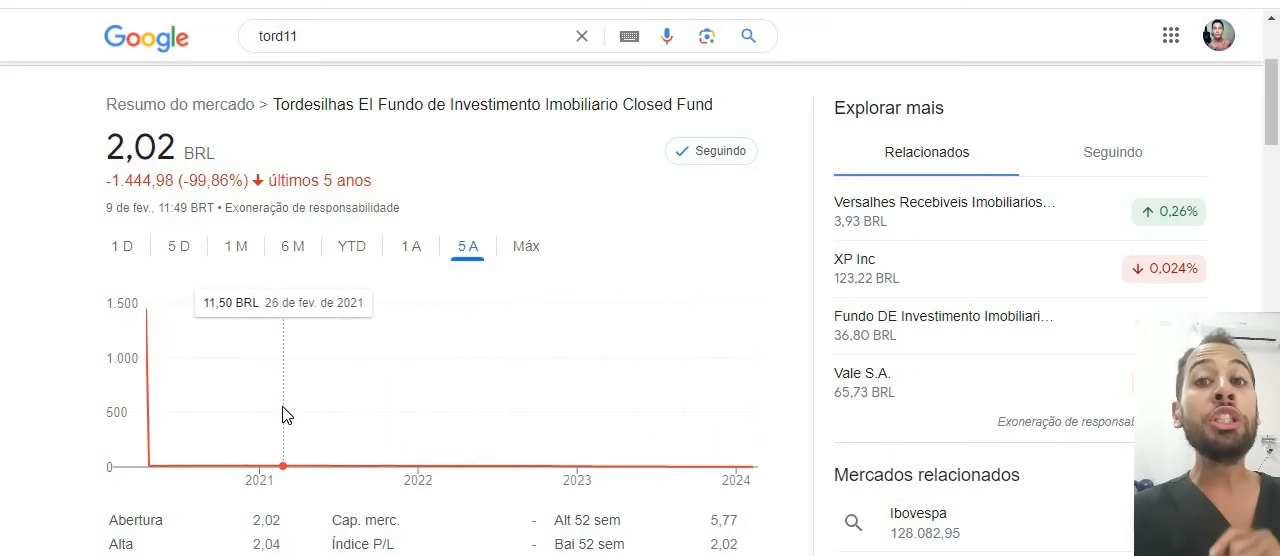 Google
tord11
Resumo do mercado > Tordesilhas EI Fundo de Investimento Imobiliario Closed Fund
2,02 BRL
Seguindo
-1.444,98 (-99,86%) ↓ últimos 5 anos
9 de fev., 11:49 BRT • Exoneração de responsabilidade
1 D
5 D
1 M
6 M
YTD
1 A
5 A
Máx
11,50 BRL 26 de fev. de 2021
1.500
1.000
500
0
2021
2022
2023
2024
Abertura 2,02 Cap. merc. - Alt 52 sem 5,77
Alta 2,04 Índice P/L - Bai 52 sem 2,02
Explorar mais
Relacionados
Seguindo
Versalhes Recebiveis Imobiliarios…
3,93 BRL
↑ 0,26%
XP Inc
123,22 BRL
↓ 0,024%
Fundo DE Investimento Imobiliari…
36,80 BRL
Vale S.A.
65,73 BRL
Exoneração de responsab
Mercados relacionados
Ibovespa
128.082,95